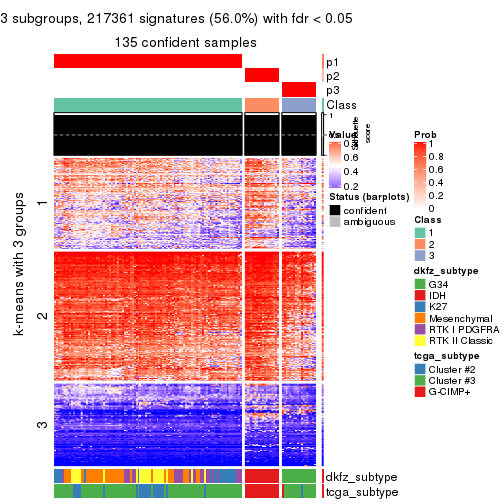 3 subgroups, 217361 signatures (56.0%) with fdr < 0.05
135 confident samples
p1
p2
p3
Class
1
Silhouette
score
k-means with 3 groups
1
2
3
Value
0.8
0.6
0.4
0.2
Status (barplots)
confident
ambiguous
Prob
1
0.8
0.6
0.4
0.2
0
Class
1
2
3
dkfz_subtype
G34
IDH
K27
Mesenchymal
RTK I PDGFRA
RTK II Classic
tcga_subtype
Cluster #2
Cluster #3
G-CIMP+
dkfz_subtype
tcga_subtype